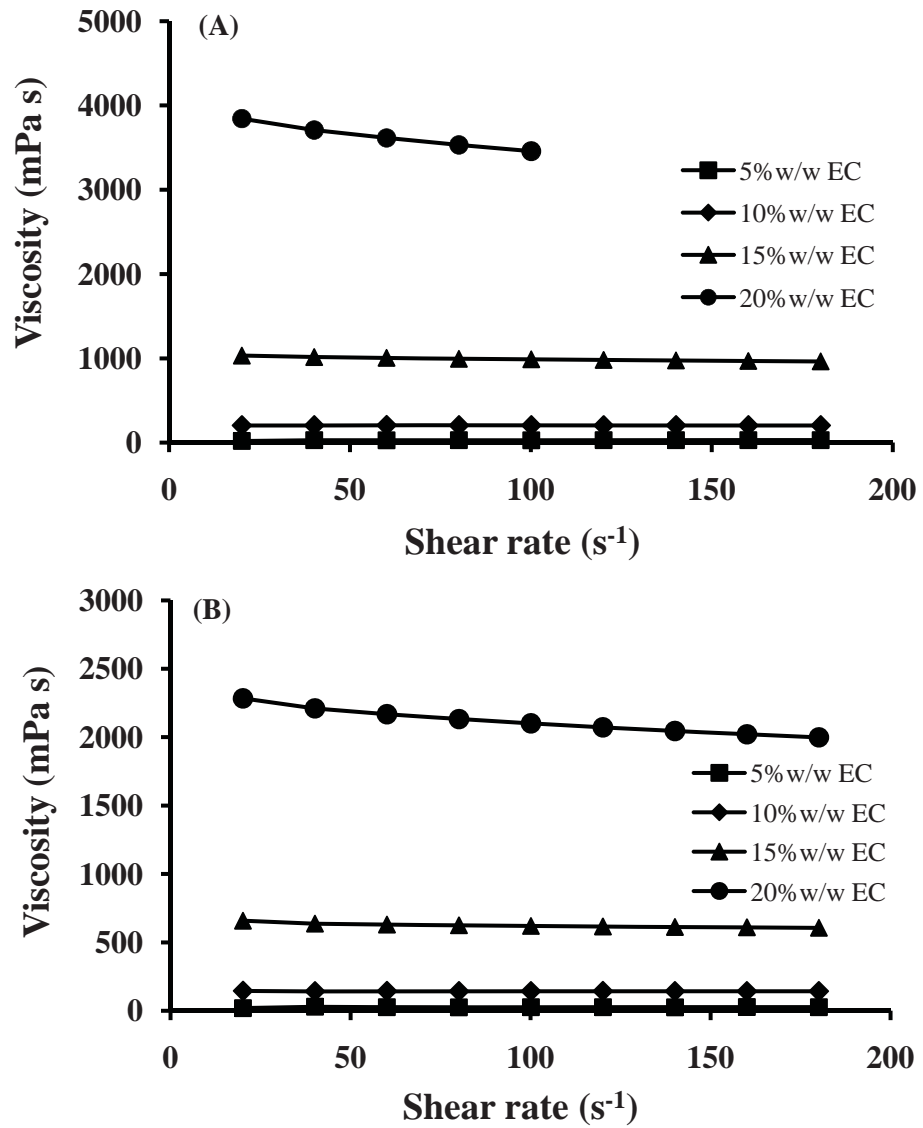 (A)
5000
4000
3000
2000
1000
0
Viscosity (mPa s)
5%w/w EC
10%w/w EC
15%w/w EC
20%w/w EC
0 50 100 150 200
Shear rate (s-1)
(B)
3000
2500
2000
1500
1000
500
0
Viscosity (mPa s)
5%w/w EC
10%w/w EC
15%w/w EC
20%w/w EC
0 50 100 150 200
Shear rate (s-1)